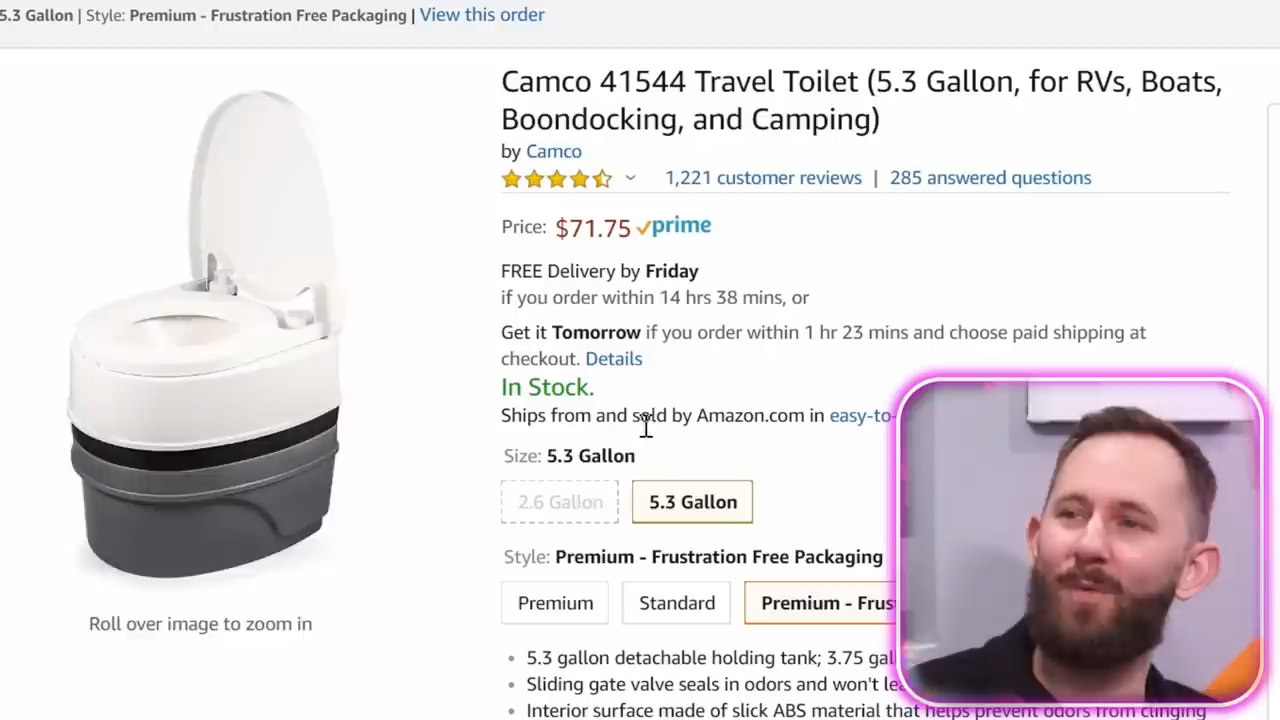 5.3 Gallon | Style: Premium - Frustration Free Packaging | View this order
Camco 41544 Travel Toilet (5.3 Gallon, for RVs, Boats,
Boondocking, and Camping)
by Camco
1,221 customer reviews | 285 answered questions
Price: $71.75 prime
FREE Delivery by Friday
if you order within 14 hrs 38 mins, or
Get it Tomorrow if you order within 1 hr 23 mins and choose paid shipping at
checkout. Details
In Stock.
Ships from and sold by Amazon.com in easy-to-
Size: 5.3 Gallon
2.6 Gallon
5.3 Gallon
Style: Premium - Frustration Free Packaging
Premium
Standard
Premium - Frus
Roll over image to zoom in
• 5.3 gallon detachable holding tank; 3.75 gal
• Sliding gate valve seals in odors and won't lea
• Interior surface made of slick ABS material that helps prevent odors from clinging